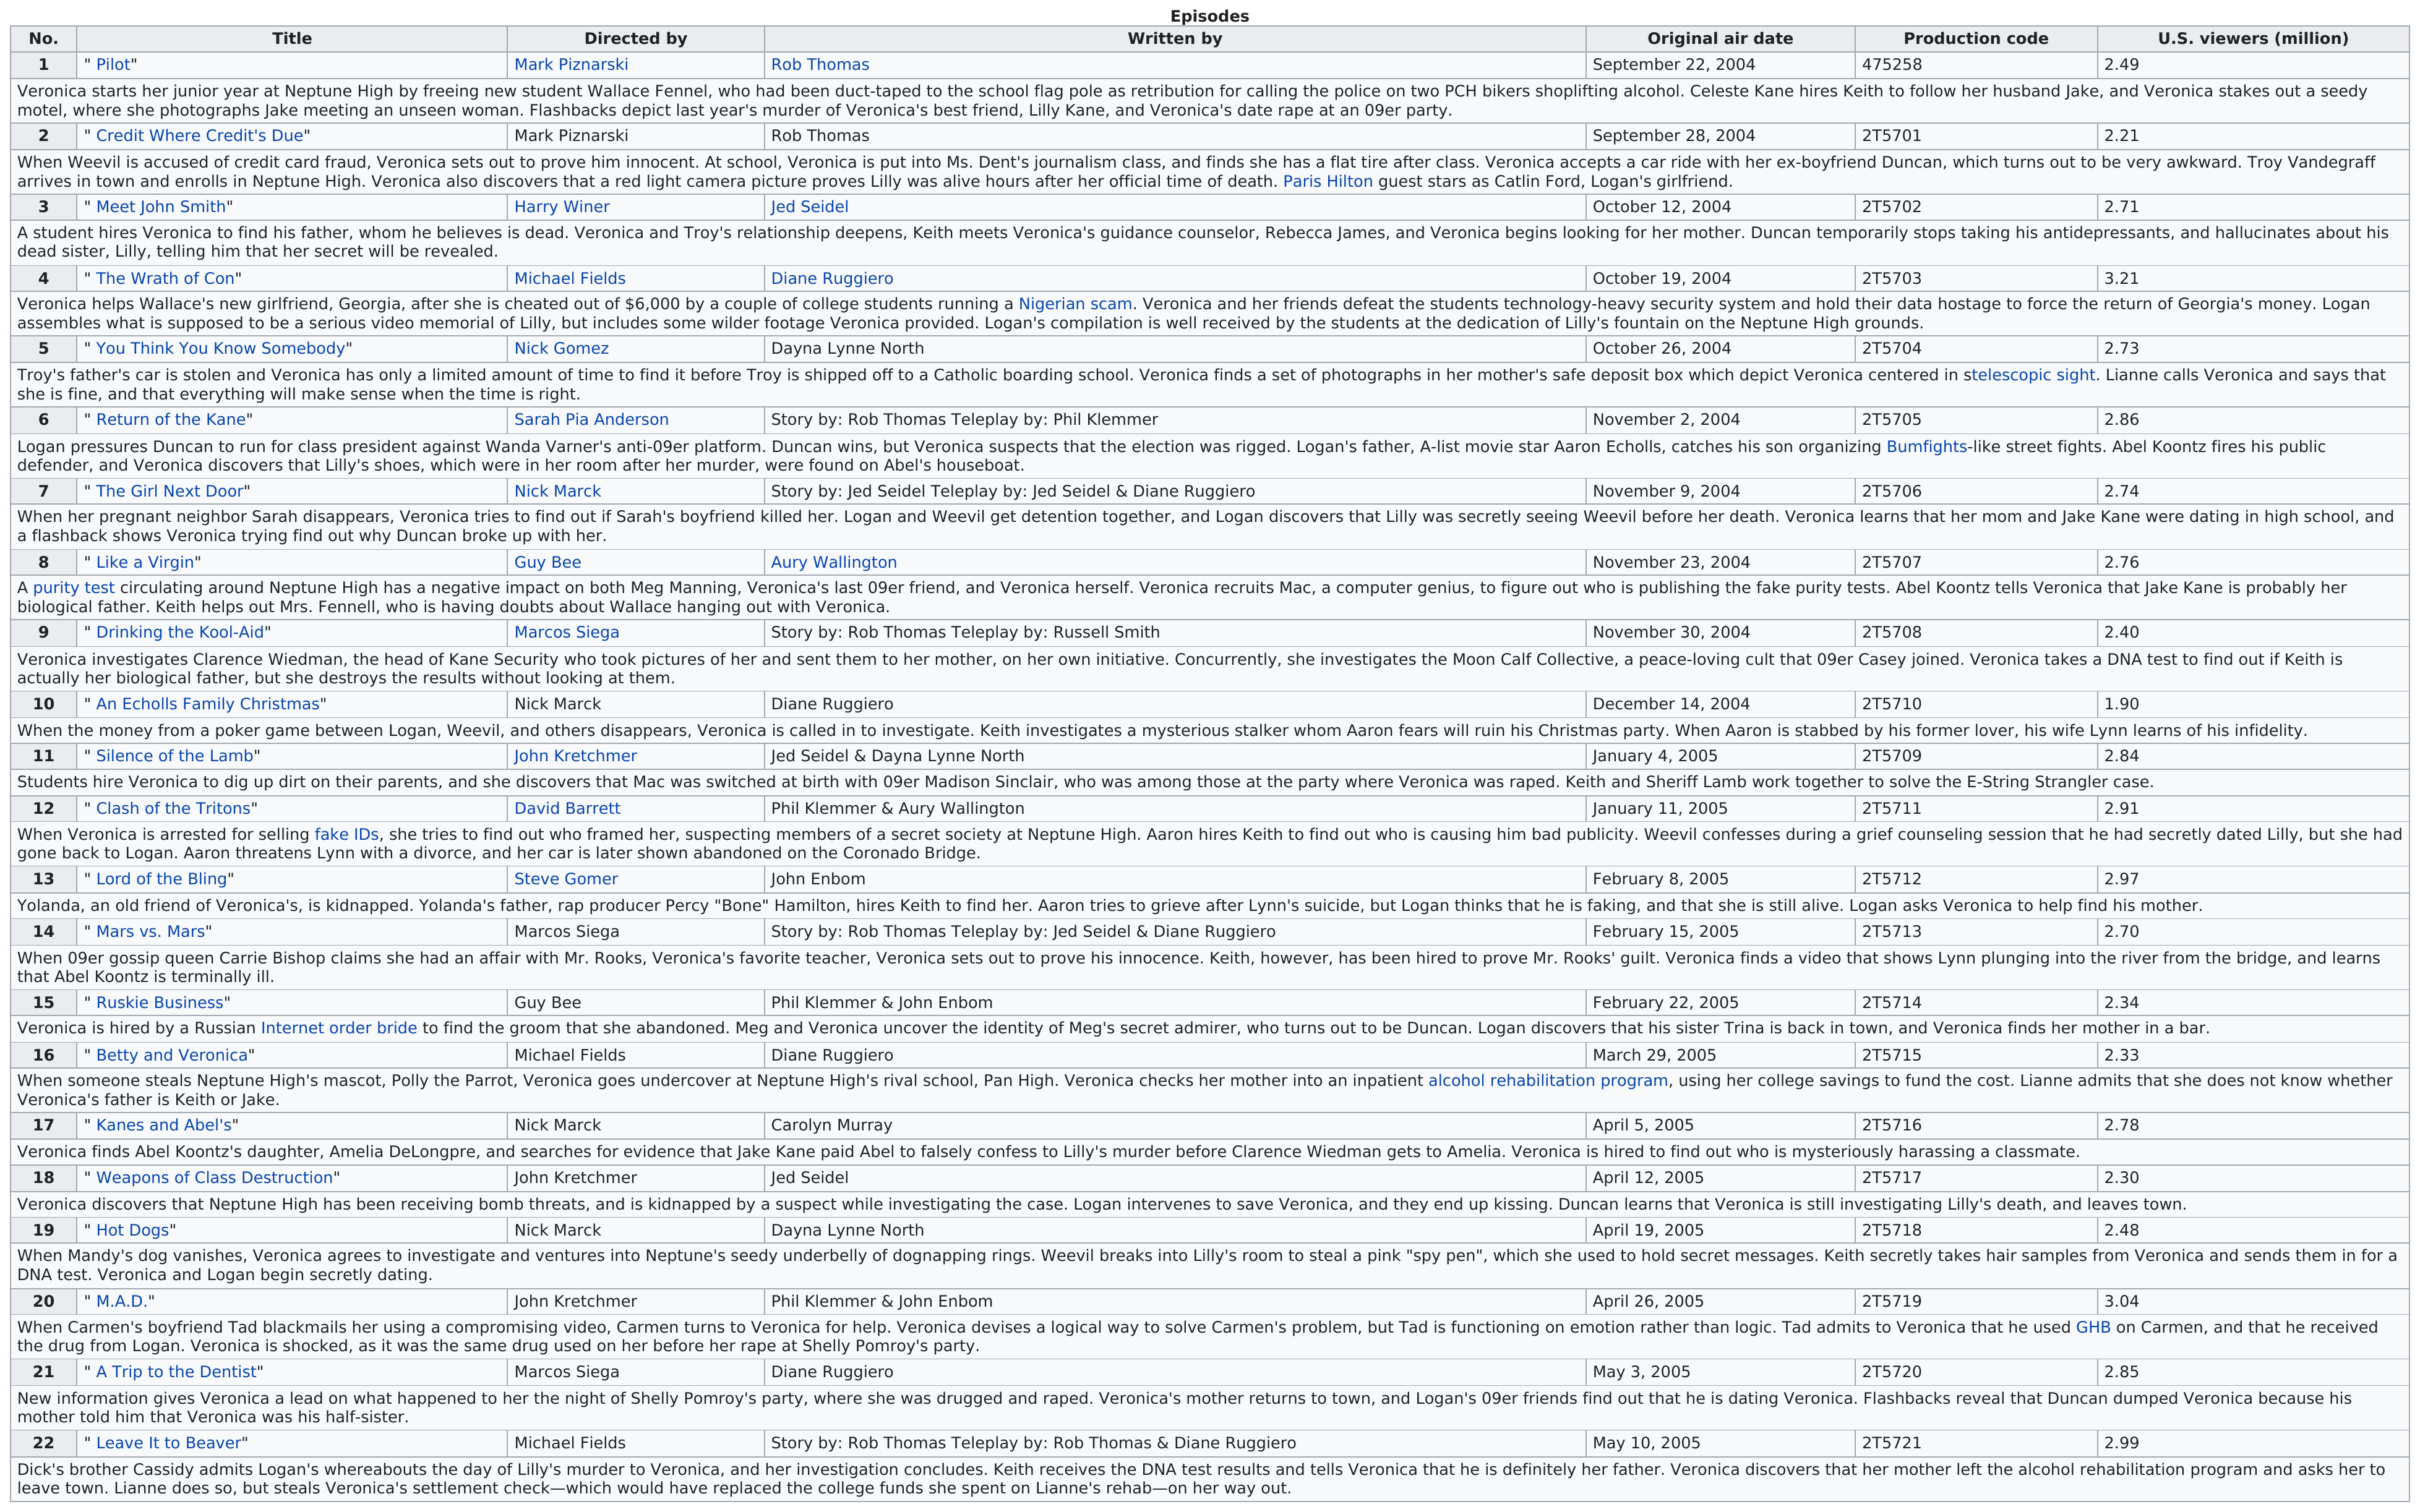 Episodes
No. Title Directed by Written by Original air date Production code U.S. viewers (million)
1 " Pilot" Mark Piznarski Rob Thomas September 22, 2004 475258 2.49
Veronica starts her junior year at Neptune High by freeing new student Wallace Fennel, who had been duct-taped to the school flag pole as retribution for calling the police on two PCH bikers shoplifting alcohol. Celeste Kane hires Keith to follow her husband Jake, and Veronica stakes out a seedy
motel, where she photographs Jake meeting an unseen woman. Flashbacks depict last year's murder of Veronica's best friend, Lilly Kane, and Veronica's date rape at an 09er party.
2 " Credit Where Credit's Due" Mark Piznarski Rob Thomas September 28, 2004 2T5701 2.21
When Weevil is accused of credit card fraud, Veronica sets out to prove him innocent. At school, Veronica is put into Ms. Dent's journalism class, and finds she has a flat tire after class. Veronica accepts a car ride with her ex-boyfriend Duncan, which turns out to be very awkward. Troy Vandegraff
arrives in town and enrolls in Neptune High. Veronica also discovers that a red light camera picture proves Lilly was alive hours after her official time of death. Paris Hilton guest stars as Catlin Ford, Logan's girlfriend.
3 " Meet John Smith" Harry Winer Jed Seidel October 12, 2004 2T5702 2.71
A student hires Veronica to find his father, whom he believes is dead. Veronica and Troy's relationship deepens, Keith meets Veronica's guidance counselor, Rebecca James, and Veronica begins looking for her mother. Duncan temporarily stops taking his antidepressants, and hallucinates about his
dead sister, Lilly, telling him that her secret will be revealed.
4 " The Wrath of Con" Michael Fields Diane Ruggiero October 19, 2004 2T5703 3.21
Veronica helps Wallace's new girlfriend, Georgia, after she is cheated out of $6,000 by a couple of college students running a Nigerian scam. Veronica and her friends defeat the students technology-heavy security system and hold their data hostage to force the return of Georgia's money. Logan
assembles what is supposed to be a serious video memorial of Lilly, but includes some wilder footage Veronica provided. Logan's compilation is well received by the students at the dedication of Lilly's fountain on the Neptune High grounds.
5 " You Think You Know Somebody" Nick Gomez Dayna Lynne North October 26, 2004 2T5704 2.73
Troy's father's car is stolen and Veronica has only a limited amount of time to find it before Troy is shipped off to a Catholic boarding school. Veronica finds a set of photographs in her mother's safe deposit box which depict Veronica centered in stelescopic sight. Lianne calls Veronica and says that
she is fine, and that everything will make sense when the time is right.
6 " Return of the Kane" Sarah Pia Anderson Story by: Rob Thomas Teleplay by: Phil Klemmer November 2, 2004 2T5705 2.86
Logan pressures Duncan to run for class president against Wanda Varner's anti-09er platform. Duncan wins, but Veronica suspects that the election was rigged. Logan's father, A-list movie star Aaron Echolls, catches his son organizing Bumfights-like street fights. Abel Koontz fires his public
defender, and Veronica discovers that Lilly's shoes, which were in her room after her murder, were found on Abel's houseboat.
7 " The Girl Next Door" Nick Marck Story by: Jed Seidel Teleplay by: Jed Seidel & Diane Ruggiero November 9, 2004 2T5706 2.74
When her pregnant neighbor Sarah disappears, Veronica tries to find out if Sarah's boyfriend killed her. Logan and Weevil get detention together, and Logan discovers that Lilly was secretly seeing Weevil before her death. Veronica learns that her mom and Jake Kane were dating in high school, and
a flashback shows Veronica trying find out why Duncan broke up with her.
8 " Like a Virgin" Guy Bee Aury Wallington November 23, 2004 2T5707 2.76
A purity test circulating around Neptune High has a negative impact on both Meg Manning, Veronica's last 09er friend, and Veronica herself. Veronica recruits Mac, a computer genius, to figure out who is publishing the fake purity tests. Abel Koontz tells Veronica that Jake Kane is probably her
biological father. Keith helps out Mrs. Fennell, who is having doubts about Wallace hanging out with Veronica.
9 " Drinking the Kool-Aid" Marcos Siega Story by: Rob Thomas Teleplay by: Russell Smith November 30, 2004 2T5708 2.40
Veronica investigates Clarence Wiedman, the head of Kane Security who took pictures of her and sent them to her mother, on her own initiative. Concurrently, she investigates the Moon Calf Collective, a peace-loving cult that 09er Casey joined. Veronica takes a DNA test to find out if Keith is
actually her biological father, but she destroys the results without looking at them.
10 " An Echolls Family Christmas" Nick Marck Diane Ruggiero December 14, 2004 2T5710 1.90
When the money from a poker game between Logan, Weevil, and others disappears, Veronica is called in to investigate. Keith investigates a mysterious stalker whom Aaron fears will ruin his Christmas party. When Aaron is stabbed by his former lover, his wife Lynn learns of his infidelity.
11 " Silence of the Lamb" John Kretchmer Jed Seidel & Dayna Lynne North January 4, 2005 2T5709 2.84
Students hire Veronica to dig up dirt on their parents, and she discovers that Mac was switched at birth with 09er Madison Sinclair, who was among those at the party where Veronica was raped. Keith and Sheriff Lamb work together to solve the E-String Strangler case.
12 " Clash of the Tritons" David Barrett Phil Klemmer & Aury Wallington January 11, 2005 2T5711 2.91
When Veronica is arrested for selling fake IDs, she tries to find out who framed her, suspecting members of a secret society at Neptune High. Aaron hires Keith to find out who is causing him bad publicity. Weevil confesses during a grief counseling session that he had secretly dated Lilly, but she had
gone back to Logan. Aaron threatens Lynn with a divorce, and her car is later shown abandoned on the Coronado Bridge.
13 " Lord of the Bling" Steve Gomer John Enbom February 8, 2005 2T5712 2.97
Yolanda, an old friend of Veronica's, is kidnapped. Yolanda's father, rap producer Percy "Bone" Hamilton, hires Keith to find her. Aaron tries to grieve after Lynn's suicide, but Logan thinks that he is faking, and that she is still alive. Logan asks Veronica to help find his mother.
14 " Mars vs. Mars" Marcos Siega Story by: Rob Thomas Teleplay by: Jed Seidel & Diane Ruggiero February 15, 2005 2T5713 2.70
When 09er gossip queen Carrie Bishop claims she had an affair with Mr. Rooks, Veronica's favorite teacher, Veronica sets out to prove his innocence. Keith, however, has been hired to prove Mr. Rooks' guilt. Veronica finds a video that shows Lynn plunging into the river from the bridge, and learns
that Abel Koontz is terminally ill.
15 " Ruskie Business" Guy Bee Phil Klemmer & John Enbom February 22, 2005 2T5714 2.34
Veronica is hired by a Russian Internet order bride to find the groom that she abandoned. Meg and Veronica uncover the identity of Meg's secret admirer, who turns out to be Duncan. Logan discovers that his sister Trina is back in town, and Veronica finds her mother in a bar.
16 " Betty and Veronica" Michael Fields Diane Ruggiero March 29, 2005 2T5715 2.33
When someone steals Neptune High's mascot, Polly the Parrot, Veronica goes undercover at Neptune High's rival school, Pan High. Veronica checks her mother into an inpatient alcohol rehabilitation program, using her college savings to fund the cost. Lianne admits that she does not know whether
Veronica's father is Keith or Jake.
17 " Kanes and Abel's" Nick Marck Carolyn Murray April 5, 2005 2T5716 2.78
Veronica finds Abel Koontz's daughter, Amelia DeLongpre, and searches for evidence that Jake Kane paid Abel to falsely confess to Lilly's murder before Clarence Wiedman gets to Amelia. Veronica is hired to find out who is mysteriously harassing a classmate.
18 " Weapons of Class Destruction" John Kretchmer Jed Seidel April 12, 2005 2T5717 2.30
Veronica discovers that Neptune High has been receiving bomb threats, and is kidnapped by a suspect while investigating the case. Logan intervenes to save Veronica, and they end up kissing. Duncan learns that Veronica is still investigating Lilly's death, and leaves town.
19 " Hot Dogs" Nick Marck Dayna Lynne North April 19, 2005 2T5718 2.48
When Mandy's dog vanishes, Veronica agrees to investigate and ventures into Neptune's seedy underbelly of dognapping rings. Weevil breaks into Lilly's room to steal a pink "spy pen", which she used to hold secret messages. Keith secretly takes hair samples from Veronica and sends them in for a
DNA test. Veronica and Logan begin secretly dating.
20 " M.A.D." John Kretchmer Phil Klemmer & John Enbom April 26, 2005 2T5719 3.04
When Carmen's boyfriend Tad blackmails her using a compromising video, Carmen turns to Veronica for help. Veronica devises a logical way to solve Carmen's problem, but Tad is functioning on emotion rather than logic. Tad admits to Veronica that he used GHB on Carmen, and that he received
the drug from Logan. Veronica is shocked, as it was the same drug used on her before her rape at Shelly Pomroy's party.
21 " A Trip to the Dentist" Marcos Siega Diane Ruggiero May 3, 2005 2T5720 2.85
New information gives Veronica a lead on what happened to her the night of Shelly Pomroy's party, where she was drugged and raped. Veronica's mother returns to town, and Logan's 09er friends find out that he is dating Veronica. Flashbacks reveal that Duncan dumped Veronica because his
mother told him that Veronica was his half-sister.
22 " Leave It to Beaver" Michael Fields Story by: Rob Thomas Teleplay by: Rob Thomas & Diane Ruggiero May 10, 2005 2T5721 2.99
Dick's brother Cassidy admits Logan's whereabouts the day of Lilly's murder to Veronica, and her investigation concludes. Keith receives the DNA test results and tells Veronica that he is definitely her father. Veronica discovers that her mother left the alcohol rehabilitation program and asks her to
leave town. Lianne does so, but steals Veronica's settlement check—which would have replaced the college funds she spent on Lianne's rehab—on her way out.